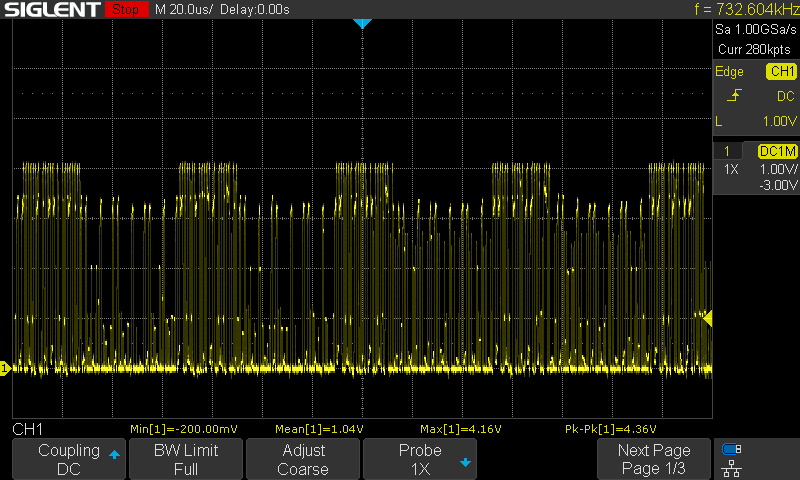 SIGLENT Stop M 20.0us/ Delay:0.00s f = 732.604kHz
Sa 1.00GSa/s
Curr 280kpts
Edge CH1
DC
L 1.00V
1 DC1M
1X 1.00V/
-3.00V
1
CH1 Min[1]=-200.00mV Mean[1]=1.04V Max[1]=4.16V Pk-Pk[1]=4.36V
Coupling BW Limit Adjust Probe Next Page
DC Full Coarse 1X Page 1/3